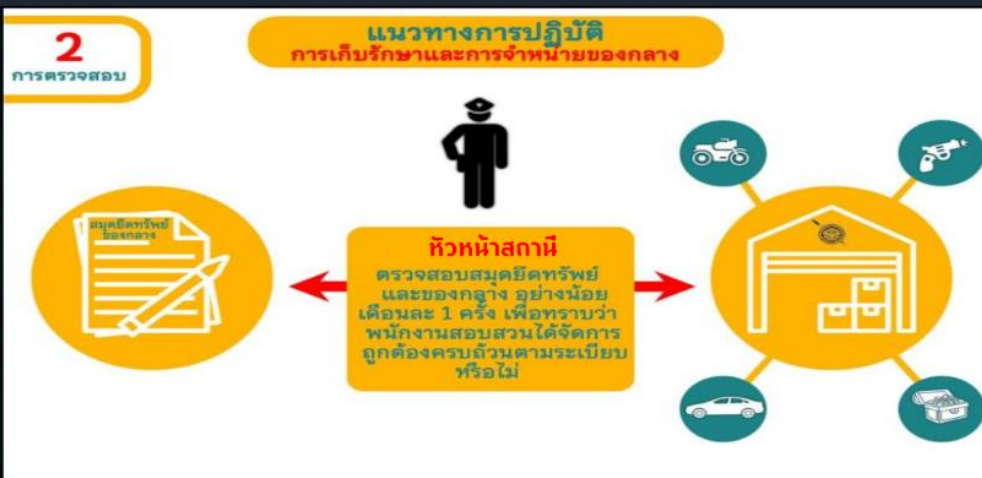 2
การตรวจสอบ
แนวทางการปฏิบัติ
การเก็บรักษาและการจำหน่ายของกลาง
สมุดยึดทรัพย์
ของกลาง
หัวหน้าสถานี
ตรวจสอบสมุดยึดทรัพย์
และของกลาง อย่างน้อย
เดือนละ 1 ครั้ง เพื่อทราบว่า
พนักงานสอบสวนได้จัดการ
ถูกต้องครบถ้วนตามระเบียบ
หรือไม่